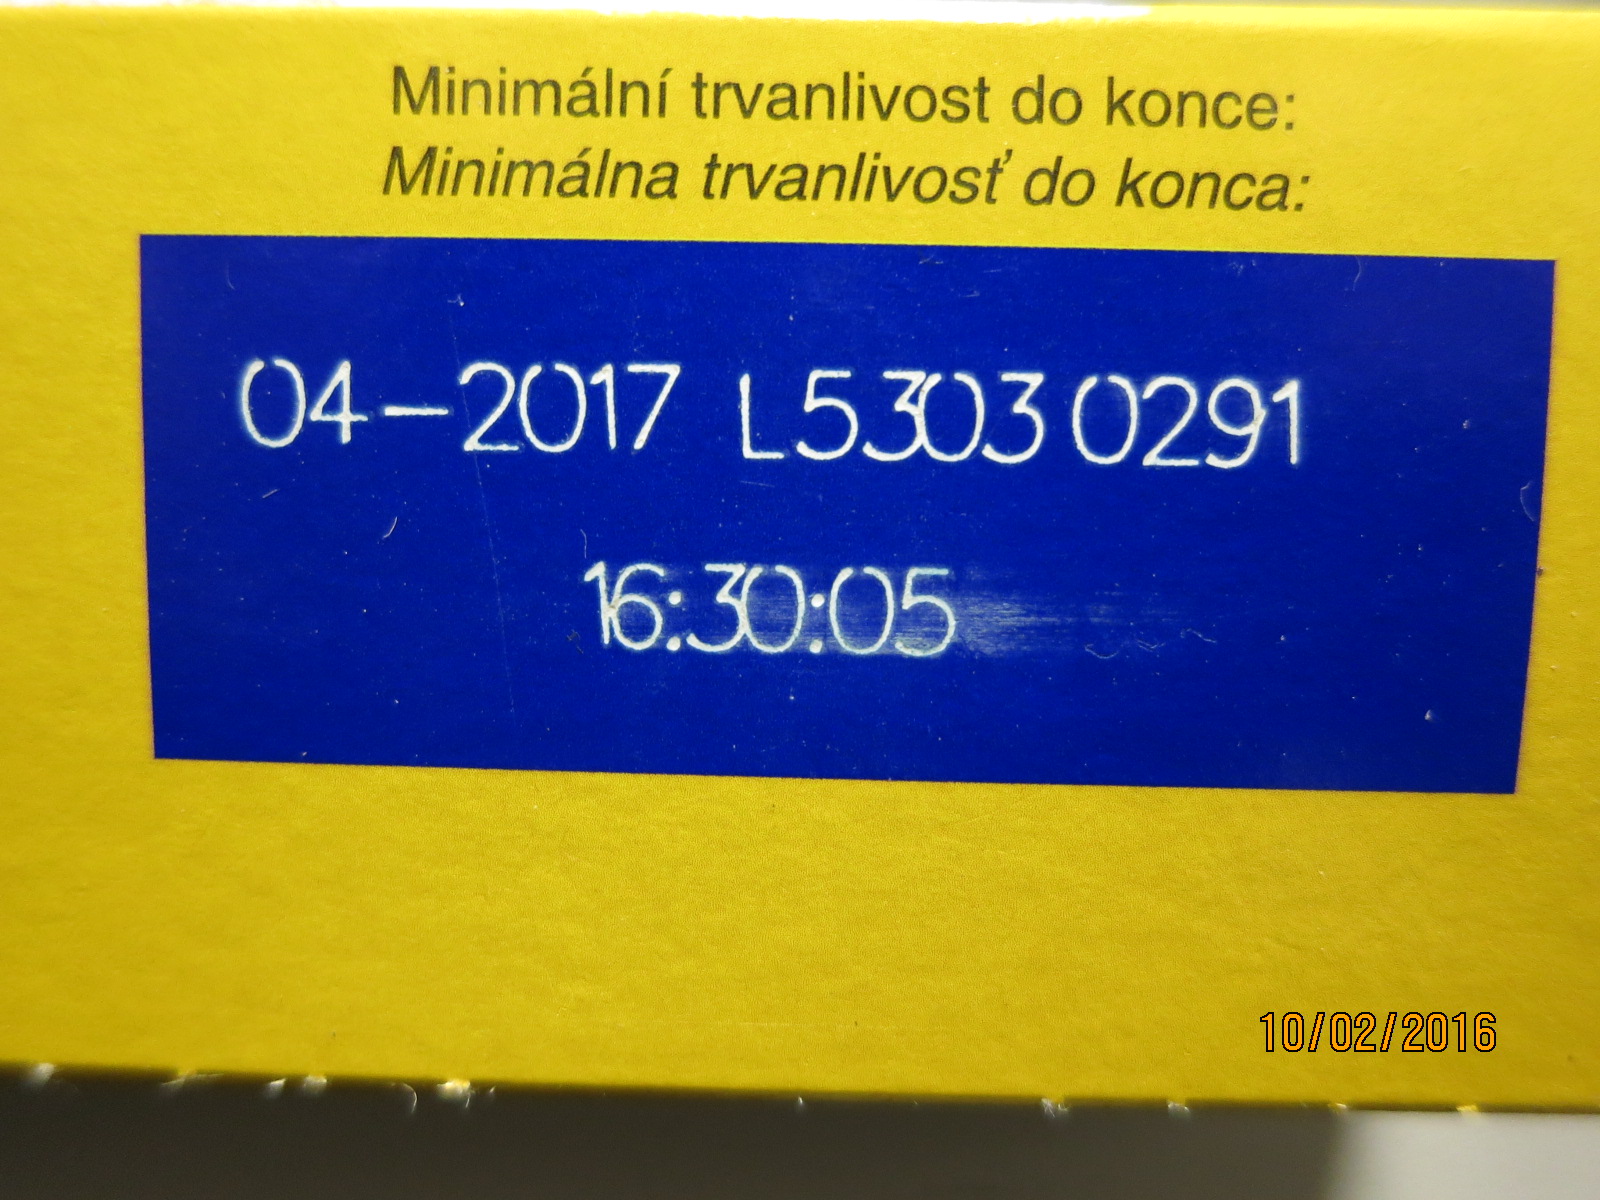 Minimální trvanlivost do konce:
Minimálna trvanlivosť do konca:
04-2017 L5303 0291
16:30:05
10/02/2016